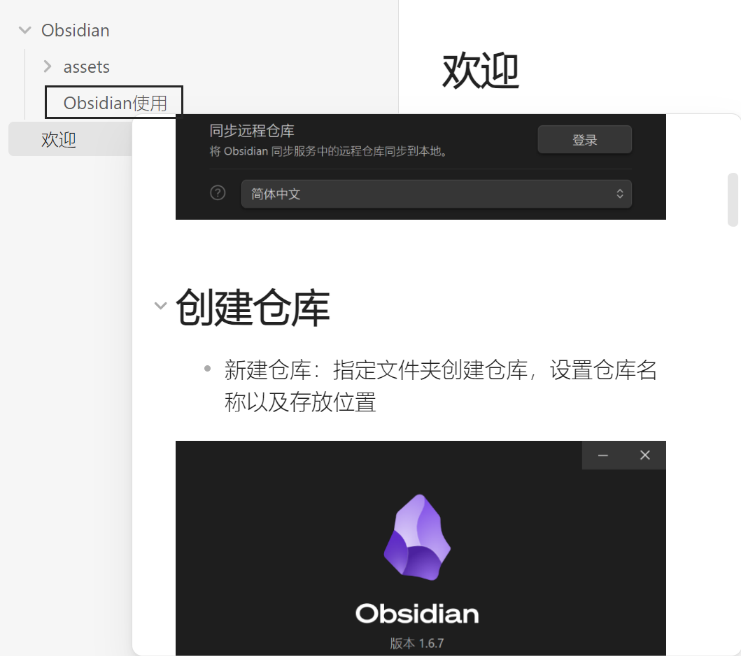 Obsidian
assets
Obsidian使用
欢迎
欢迎
同步远程仓库
将 Obsidian 同步服务中的远程仓库同步到本地。
登录
简体中文
创建仓库
新建仓库：指定文件夹创建仓库，设置仓库名
称以及存放位置
Obsidian
版本 1.6.7